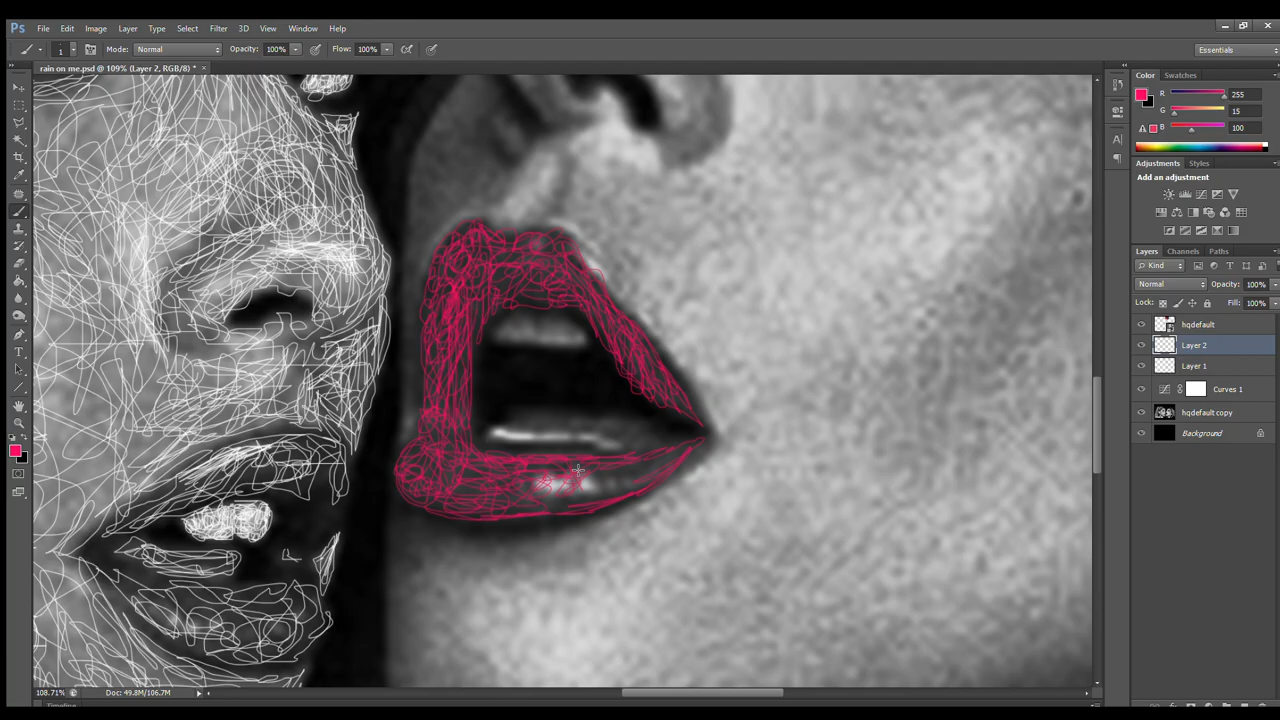 Ps File Edit Image Layer Type Select Filter 3D View Window Help
1 Mode: Normal Opacity: 100% Flow: 100% Essentials
rain on me.psd @ 109% (Layer 2, RGB/8) * ×
Color Swatches
R 255
G 15
B 100
Adjustments Styles
Add an adjustment
Layers Channels Paths
Kind
Normal Opacity: 100%
Lock: Fill: 100%
hqdefault
Layer 2
Layer 1
Curves 1
hqdefault copy
Background
108.71% Doc: 49.8M/106.7M
Timeline